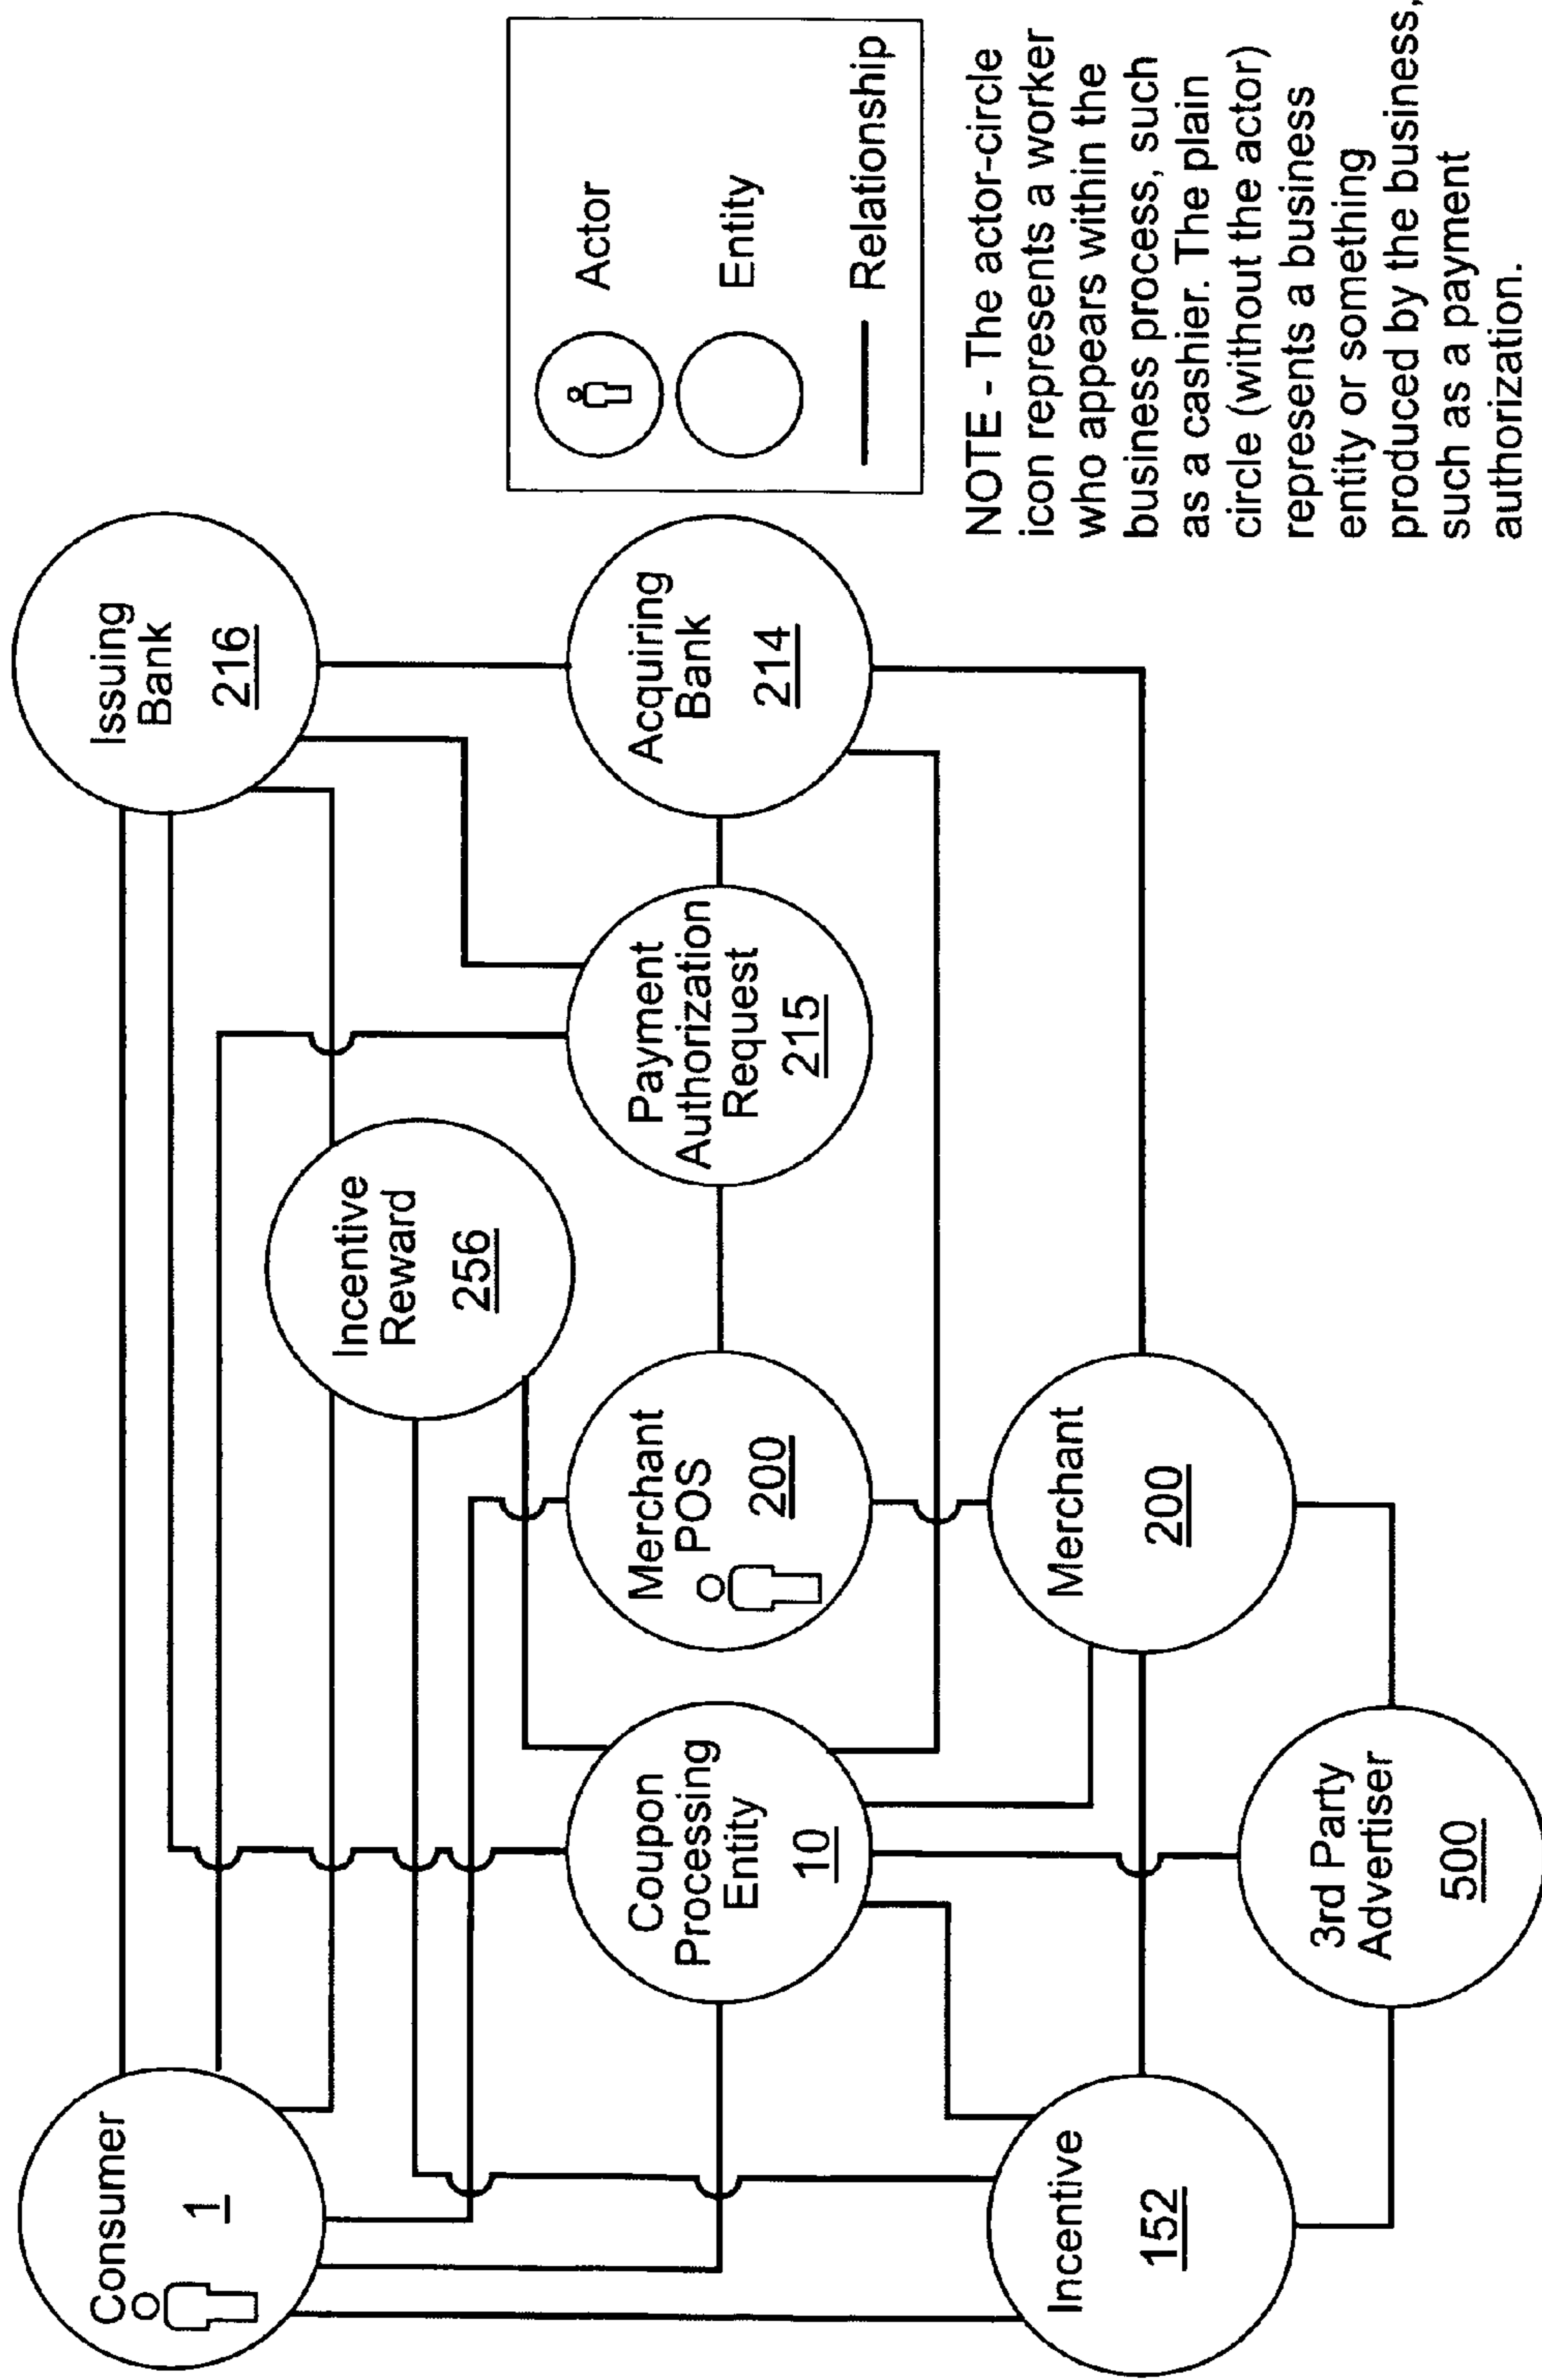 Consumer
1
Issuing
Bank
216
Incentive
Reward
256
Coupon
Processing
Entity
10
Merchant
POS
200
Payment
Authorization
Request
215
Acquiring
Bank
214
Incentive
152
Merchant
200
3rd Party
Advertiser
500
Actor
Entity
Relationship
NOTE - The actor-circle
icon represents a worker
who appears within the
business process, such
as a cashier. The plain
circle (without the actor)
represents a business
entity or something
produced by the business,
such as a payment
authorization.